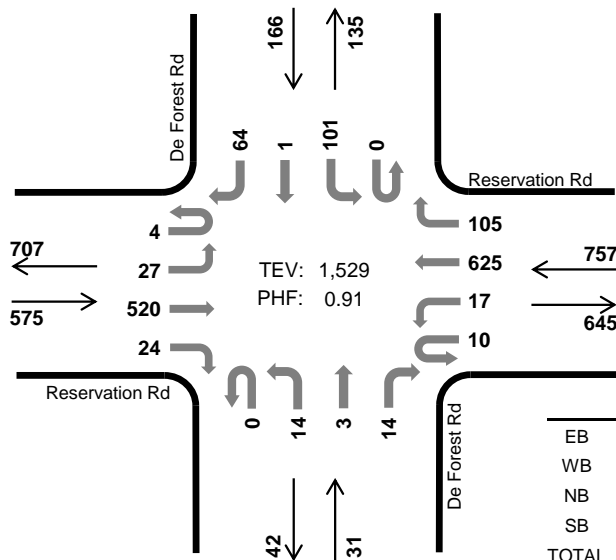 166
135
De Forest Rd
64
1
101
0
Reservation Rd
4
105
707
27
TEV: 1,529
625
757
575
520
PHF: 0.91
17
645
24
10
Reservation Rd
0
14
3
14
De Forest Rd
EB
WB
NB
SB
TOTAL
42
31